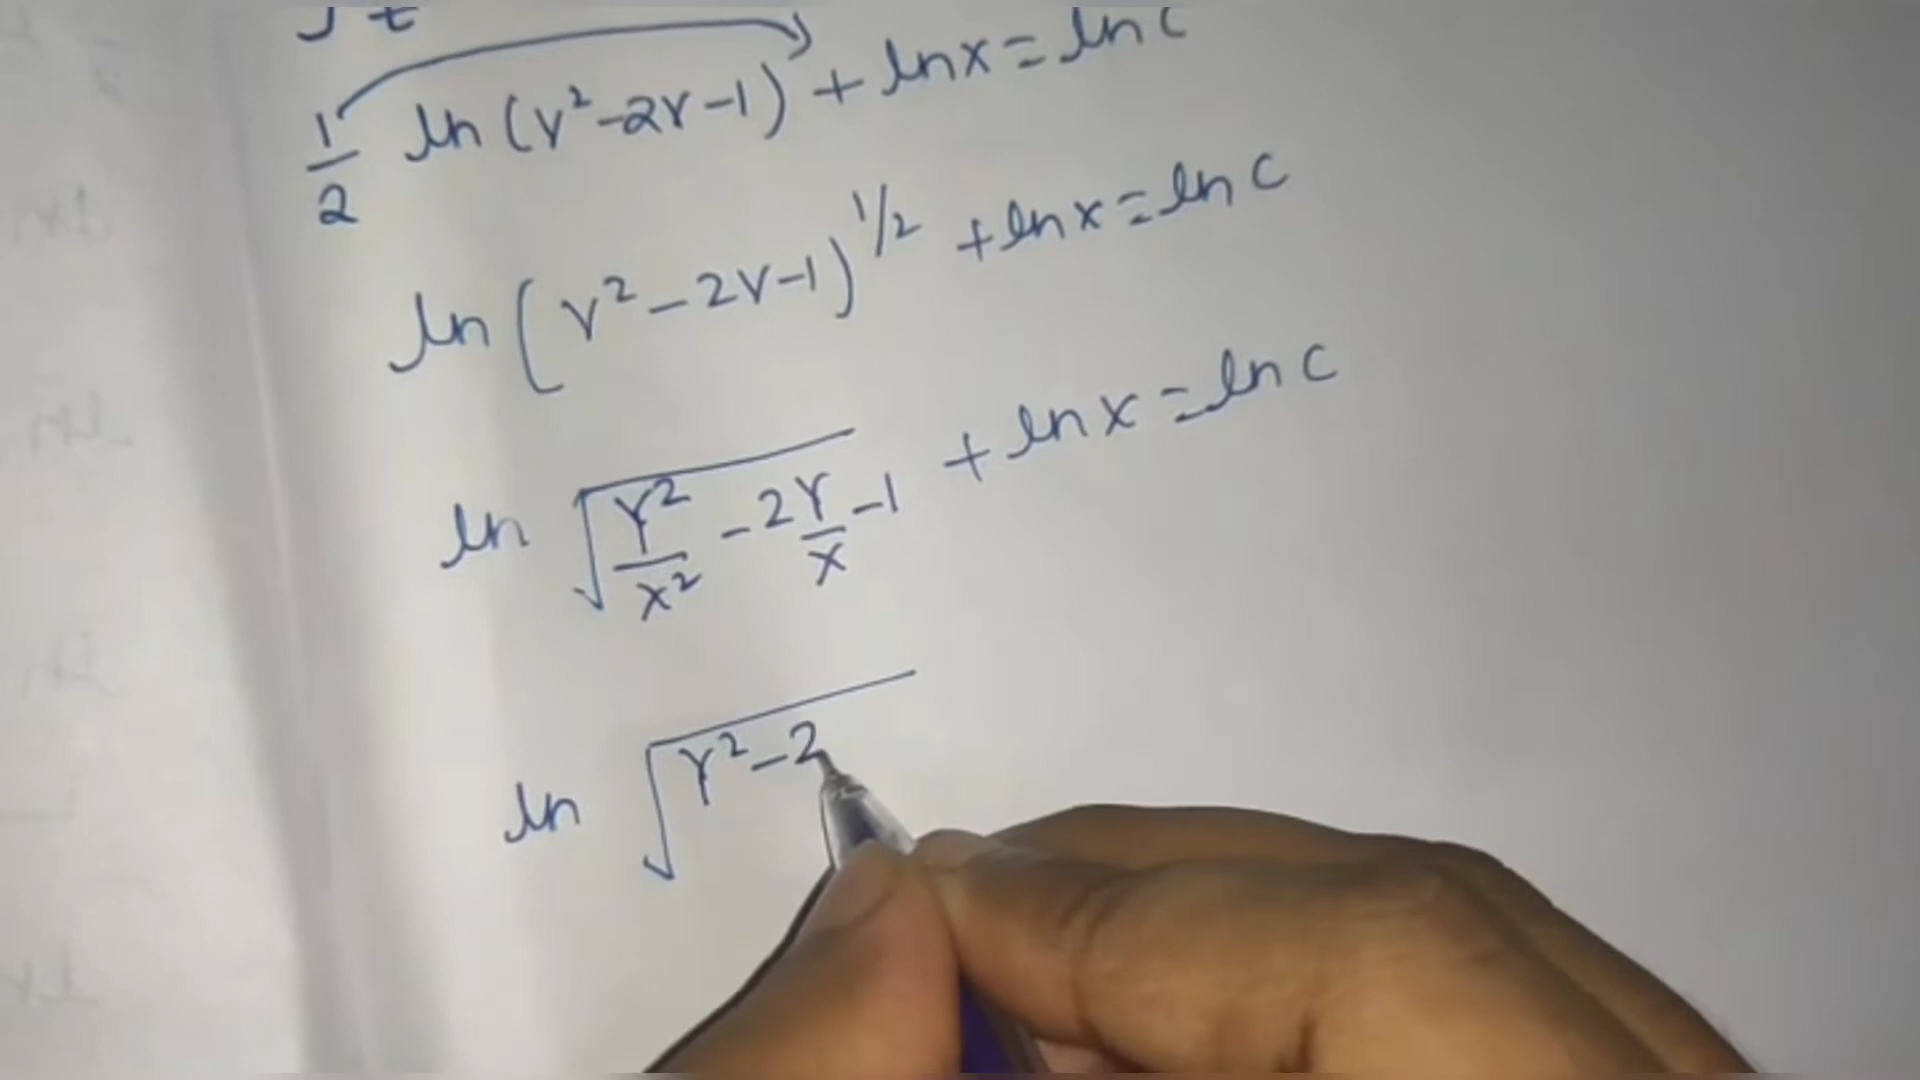 ∫ t
1/2 ln (v²-2v-1) + ln x = ln c
ln (v²-2v-1)^1/2 + ln x = ln c
ln √(y²/x² - 2y/x - 1) + ln x = ln c
ln √(y²-2